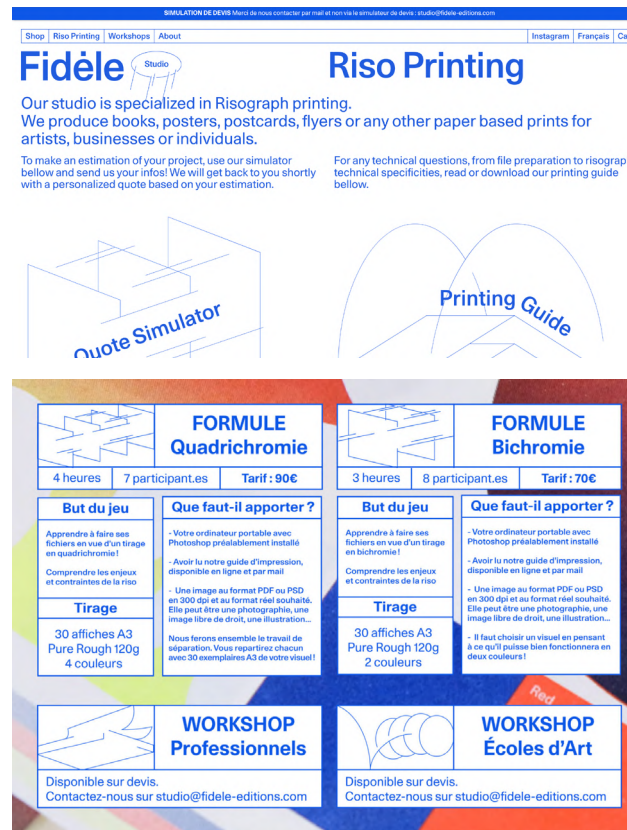 SIMULATION DE DEVIS Merci de nous contacter par mail et non vis le simulateur de devis : studio@fidele-editions.com
Shop Riso Printing Workshops About Instagram Français Ca
Fidèle Studio
Riso Printing
Our studio is specialized in Risograph printing.
We produce books, posters, postcards, flyers or any other paper based prints for
artists, businesses or individuals.
To make an estimation of your project, use our simulator
bellow and send us your infos! We will get back to you shortly
with a personalized quote based on your estimation.
For any technical questions, from file preparation to risograp
technical specificities, read or download our printing guide
bellow.
Quote Simulator
Printing Guide
FORMULE
Quadrichromie
4 heures 7 participant.es Tarif : 90€
But du jeu
Apprendre à faire ses
fichiers en vue d'un tirage
en quadrichromie !
Comprendre les enjeux
et contraintes de la riso
Tirage
30 affiches A3
Pure Rough 120g
4 couleurs
Que faut-il apporter ?
- Votre ordinateur portable avec
Photoshop préalablement installé
- Avoir lu notre guide d'impression,
disponible en ligne et par mail
- Une image au format PDF ou PSD
en 300 dpi et au format réel souhaité.
Elle peut être une photographie, une
image libre de droit, une illustration...
Nous ferons ensemble le travail de
séparation. Vous repartirez chacun
avec 30 exemplaires A3 de votre visuel !
FORMULE
Bichromie
3 heures 8 participant.es Tarif : 70€
But du jeu
Apprendre à faire ses
fichiers en vue d'un tirage
en bichromie !
Comprendre les enjeux
et contraintes de la riso
Tirage
30 affiches A3
Pure Rough 120g
2 couleurs
Que faut-il apporter ?
- Votre ordinateur portable avec
Photoshop préalablement installé
- Avoir lu notre guide d'impression,
disponible en ligne et par mail
- Une image au format PDF ou PSD
en 300 dpi et au format réel souhaité.
Elle peut être une photographie, une
image libre de droit, une illustration...
- Il faut choisir un visuel en pensant
à ce qu'il puisse bien fonctionnera en
deux couleurs !
Red
WORKSHOP
Professionnels
Disponible sur devis.
Contactez-nous sur studio@fidele-editions.com
WORKSHOP
Écoles d'Art
Disponible sur devis.
Contactez-nous sur studio@fidele-editions.com